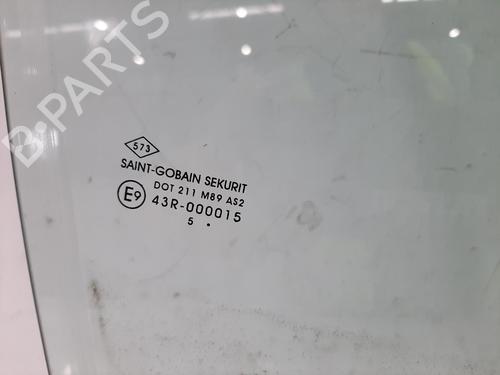 B-PARTS
573
SAINT-GOBAIN SEKURIT
DOT 211 M89 AS2
E9 43R-000015
5 .